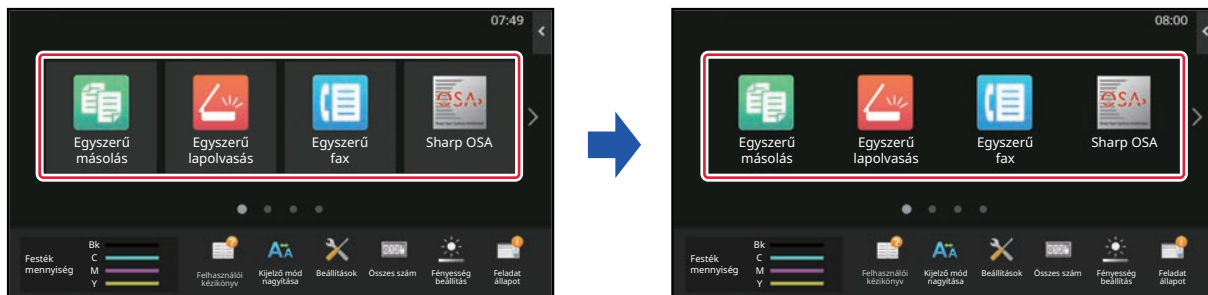 07:49
Egyszerű
másolás
Egyszerű
lapolvasás
Egyszerű
fax
OSA
Sharp OSA
Festék
mennyiség
Bk
C
M
Y
Felhasználói
kézikönyv
Kijelző mód
nagyítása
Beállítások
Összes szám
Fényesség
beállítás
Feladat
állapot
08:00
Egyszerű
másolás
Egyszerű
lapolvasás
Egyszerű
fax
OSA
Sharp OSA
Festék
mennyiség
Bk
C
M
Y
Felhasználói
kézikönyv
Kijelző mód
nagyítása
Beállítások
Összes szám
Fényesség
beállítás
Feladat
állapot